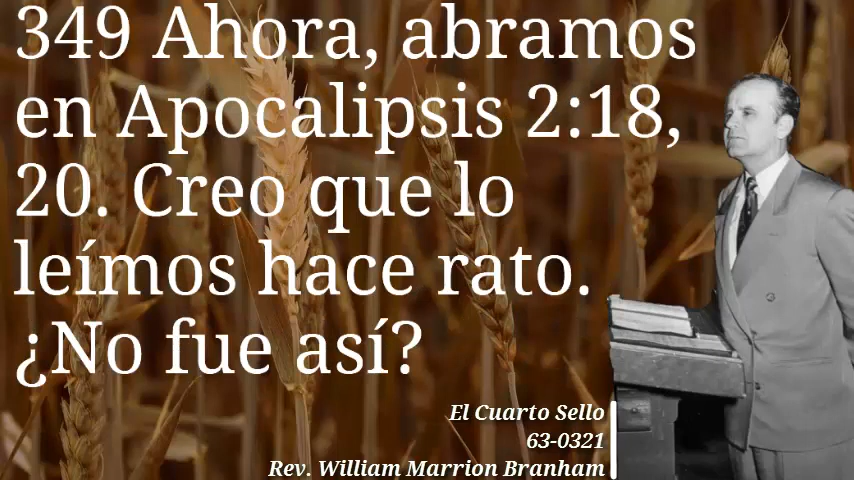 349 Ahora, abramos
en Apocalipsis 2:18,
20. Creo que lo
leímos hace rato.
¿No fue así?
El Cuarto Sello
63-0321
Rev. William Marrion Branham